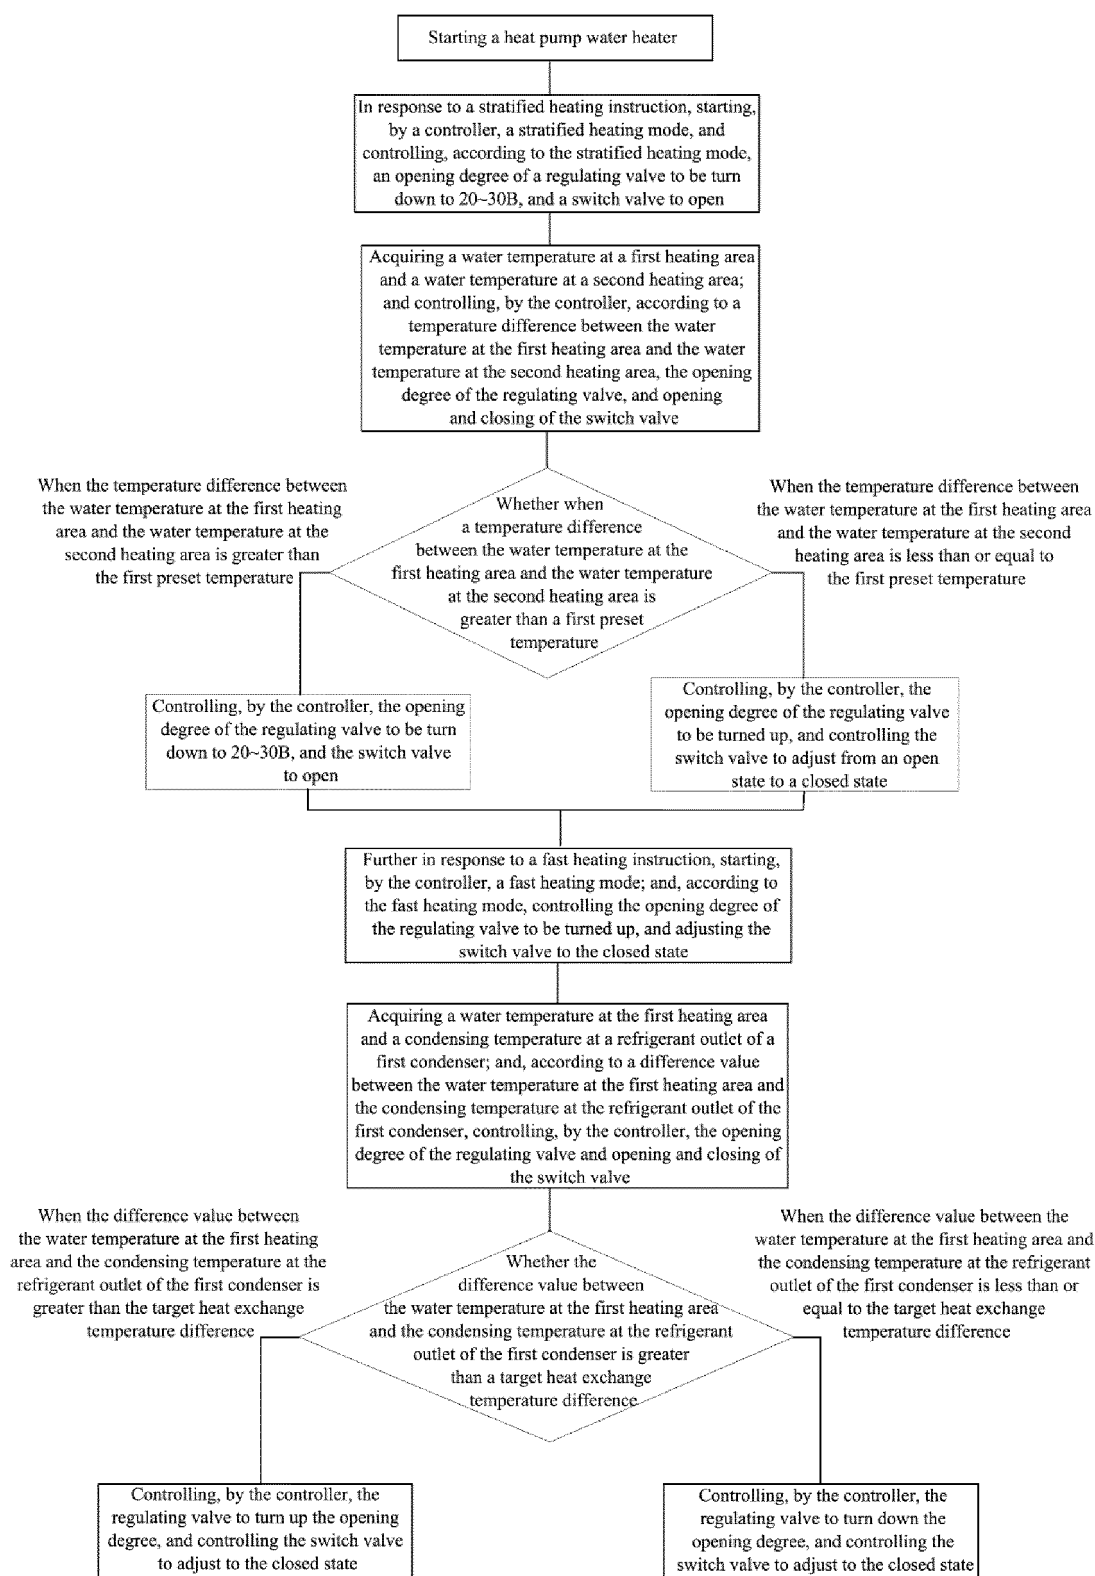 Starting a heat pump water heater
In response to a stratified heating instruction, starting,
by a controller, a stratified heating mode, and
controlling, according to the stratified heating mode,
an opening degree of a regulating valve to be turn
down to 20~30B, and a switch valve to open
Acquiring a water temperature at a first heating area
and a water temperature at a second heating area;
and controlling, by the controller, according to a
temperature difference between the water
temperature at the first heating area and the water
temperature at the second heating area, the opening
degree of the regulating valve, and opening
and closing of the switch valve
When the temperature difference between
the water temperature at the first heating
area and the water temperature at the
second heating area is greater than
the first preset temperature
Whether when
a temperature difference
between the water temperature at the
first heating area and the water temperature
at the second heating area is
greater than a first preset
temperature
When the temperature difference between
the water temperature at the first heating area
and the water temperature at the second
heating area is less than or equal to
the first preset temperature
Controlling, by the controller, the opening
degree of the regulating valve to be turn
down to 20~30B, and the switch valve
to open
Controlling, by the controller, the
opening degree of the regulating valve
to be turned up, and controlling the
switch valve to adjust from an open
state to a closed state
Further in response to a fast heating instruction, starting,
by the controller, a fast heating mode; and, according to
the fast heating mode, controlling the opening degree of
the regulating valve to be turned up, and adjusting the
switch valve to the closed state
Acquiring a water temperature at the first heating area
and a condensing temperature at a refrigerant outlet of a
first condenser; and, according to a difference value
between the water temperature at the first heating area and
the condensing temperature at the refrigerant outlet of the
first condenser, controlling, by the controller, the opening
degree of the regulating valve and opening and closing of
the switch valve
When the difference value between
the water temperature at the first heating
area and the condensing temperature at the
refrigerant outlet of the first condenser is
greater than the target heat exchange
temperature difference
Whether the
difference value between
the water temperature at the first heating area
and the condensing temperature at the refrigerant
outlet of the first condenser is greater
than a target heat exchange
temperature difference
When the difference value between the
water temperature at the first heating area and
the condensing temperature at the refrigerant
outlet of the first condenser is less than or
equal to the target heat exchange
temperature difference
Controlling, by the controller, the
regulating valve to turn up the opening
degree, and controlling the switch valve
to adjust to the closed state
Controlling, by the controller, the
regulating valve to turn down the
opening degree, and controlling the
switch valve to adjust to the closed state